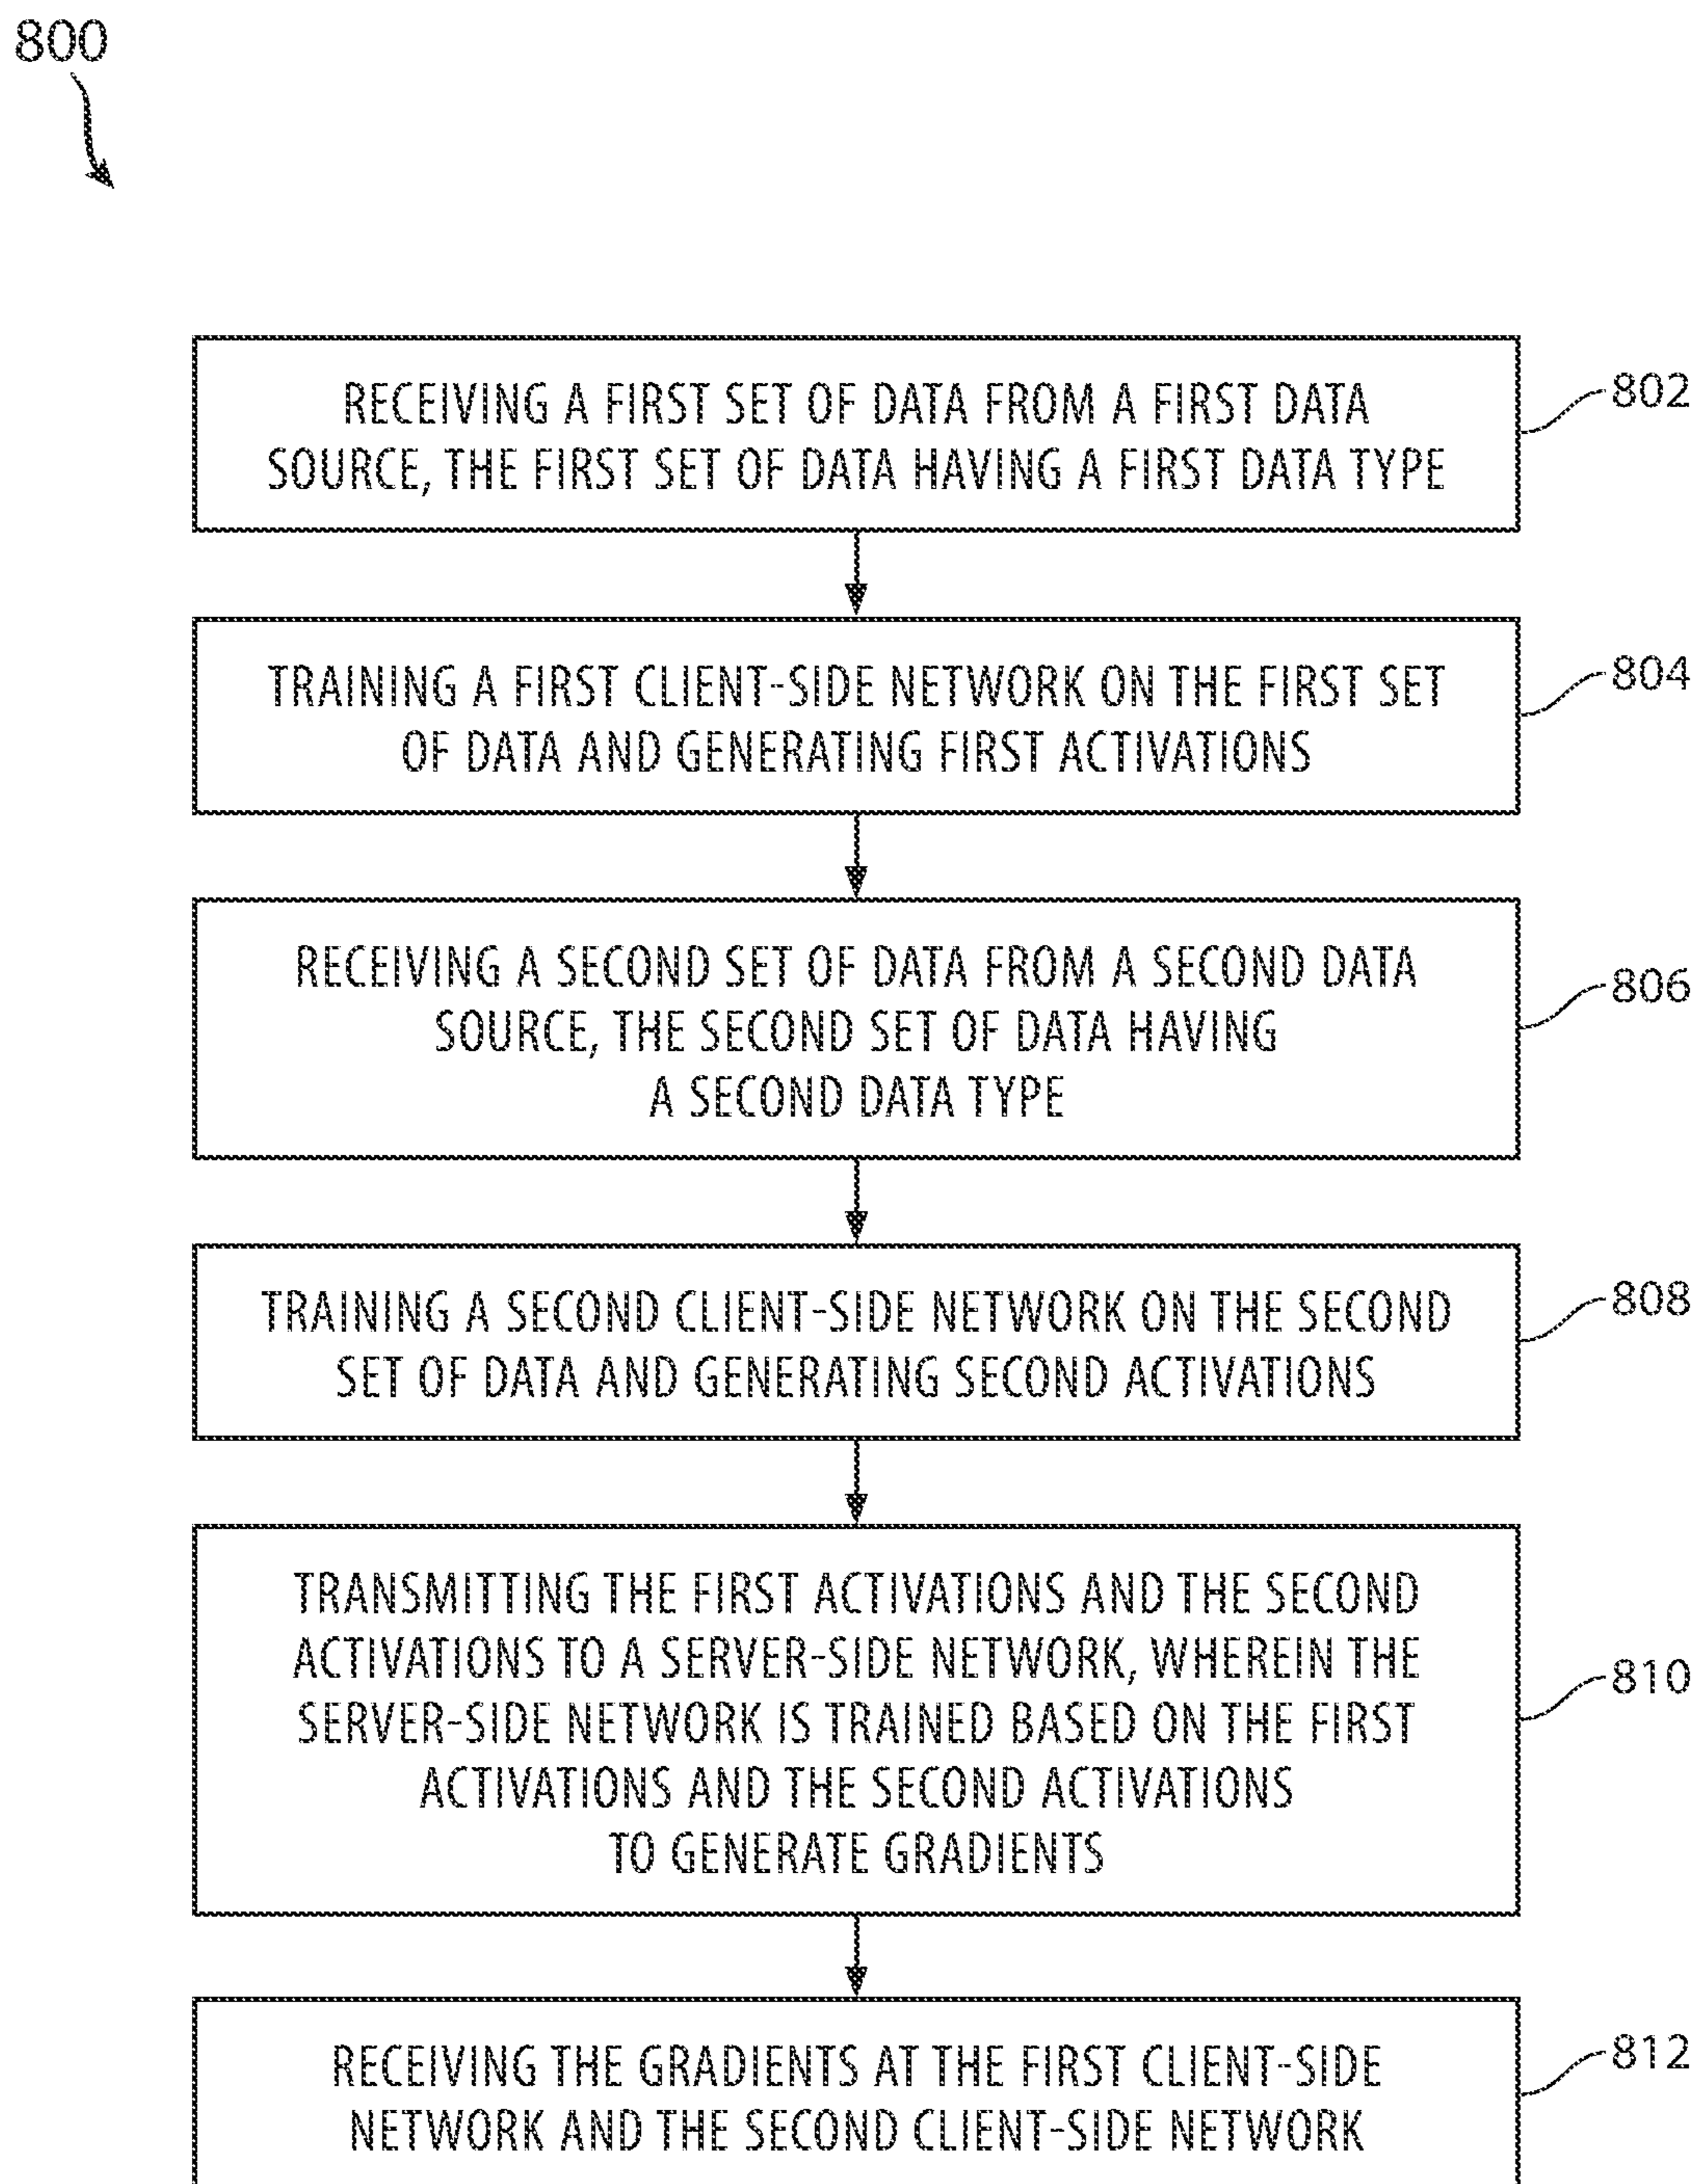 800
RECEIVING A FIRST SET OF DATA FROM A FIRST DATA
SOURCE, THE FIRST SET OF DATA HAVING A FIRST DATA TYPE
802
TRAINING A FIRST CLIENT-SIDE NETWORK ON THE FIRST SET
OF DATA AND GENERATING FIRST ACTIVATIONS
804
RECEIVING A SECOND SET OF DATA FROM A SECOND DATA
SOURCE, THE SECOND SET OF DATA HAVING
A SECOND DATA TYPE
806
TRAINING A SECOND CLIENT-SIDE NETWORK ON THE SECOND
SET OF DATA AND GENERATING SECOND ACTIVATIONS
808
TRANSMITTING THE FIRST ACTIVATIONS AND THE SECOND
ACTIVATIONS TO A SERVER-SIDE NETWORK, WHEREIN THE
SERVER-SIDE NETWORK IS TRAINED BASED ON THE FIRST
ACTIVATIONS AND THE SECOND ACTIVATIONS
TO GENERATE GRADIENTS
810
RECEIVING THE GRADIENTS AT THE FIRST CLIENT-SIDE
NETWORK AND THE SECOND CLIENT-SIDE NETWORK
812